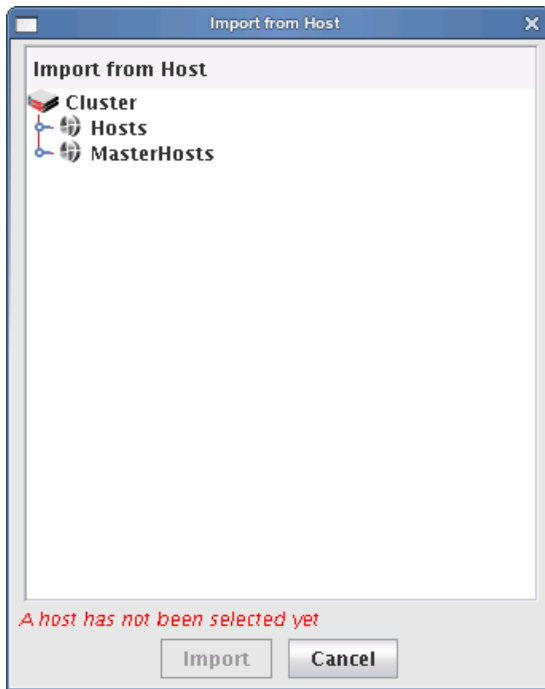 Import from Host
Import from Host
Cluster
Hosts
MasterHosts
A host has not been selected yet
Import
Cancel